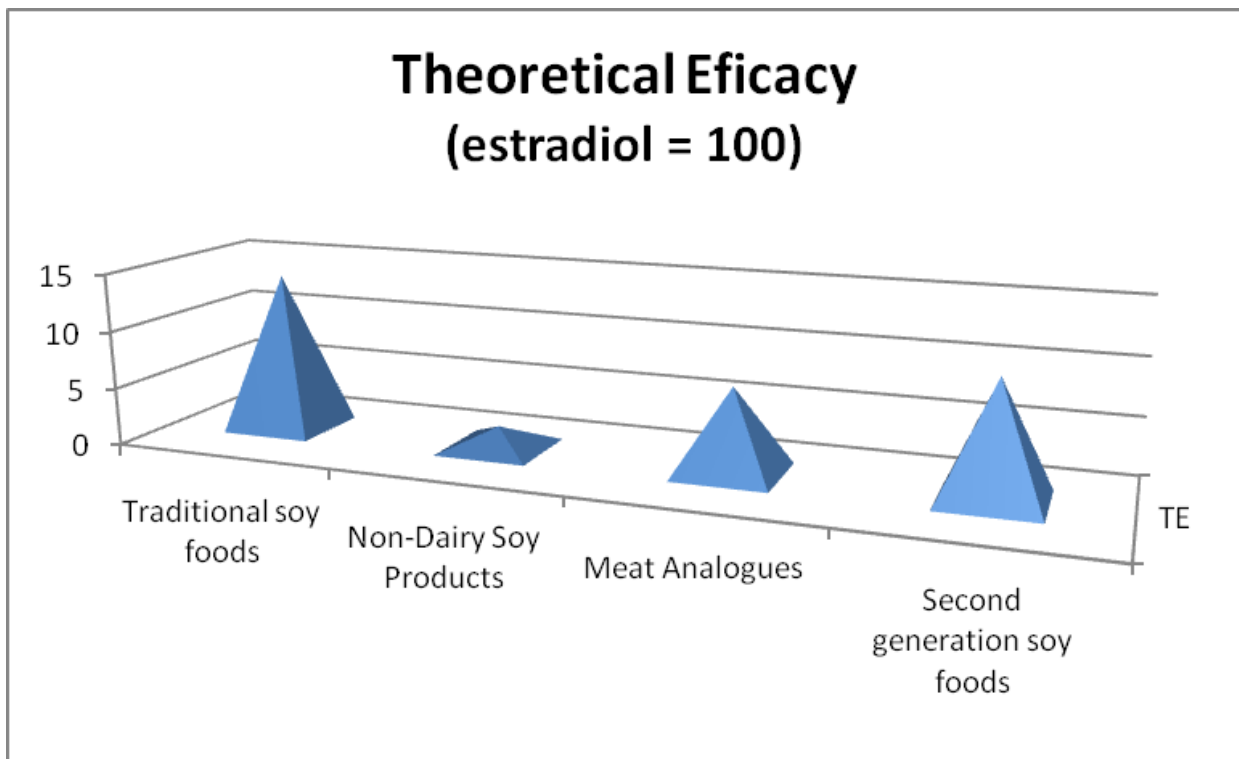 Theoretical Eficacy
(estradiol = 100)
15
10
5
0
Traditional soy
foods
Non-Dairy Soy
Products
Meat Analogues
Second
generation soy
foods
TE